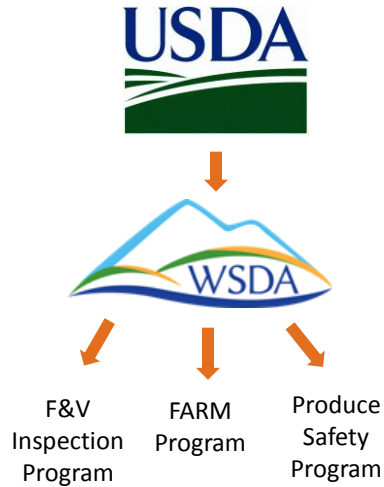 USDA
WSDA
F&V
Inspection
Program
FARM
Program
Produce
Safety
Program